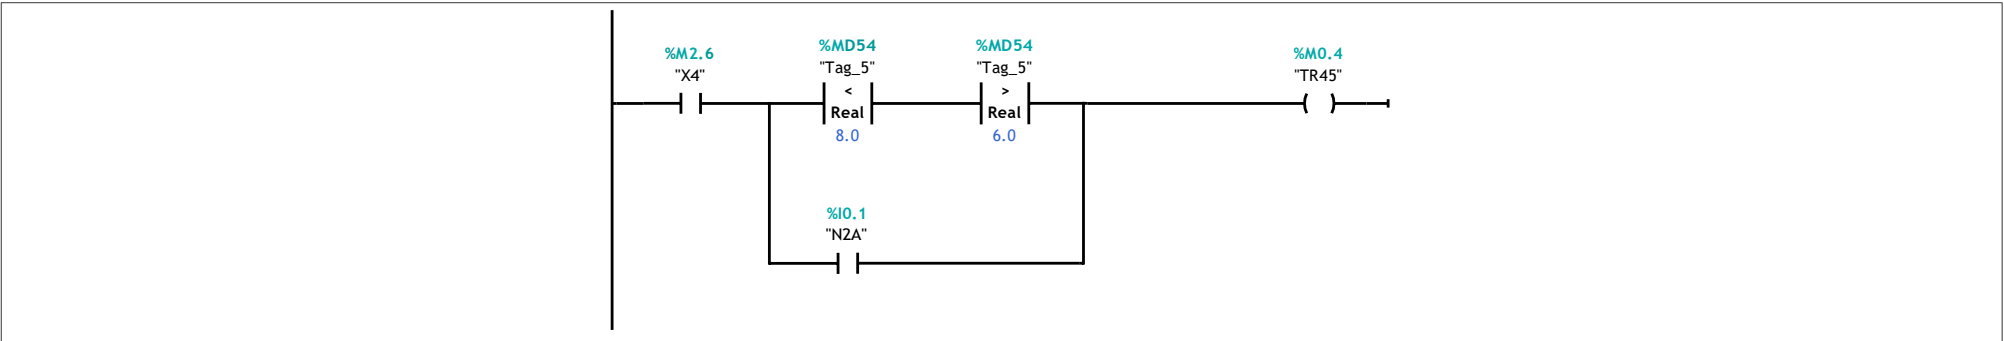 %M2.6
"X4"
%MD54
"Tag_5"
<
Real
8.0
%MD54
"Tag_5"
>
Real
6.0
%M0.4
"TR45"
%I0.1
"N2A"